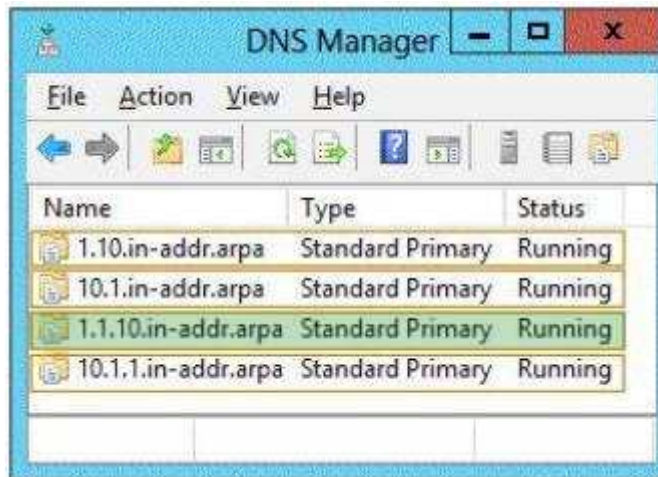 DNS Manager
File Action View Help
Name Type Status
1.10.in-addr.arpa Standard Primary Running
10.1.in-addr.arpa Standard Primary Running
1.1.10.in-addr.arpa Standard Primary Running
10.1.1.in-addr.arpa Standard Primary Running